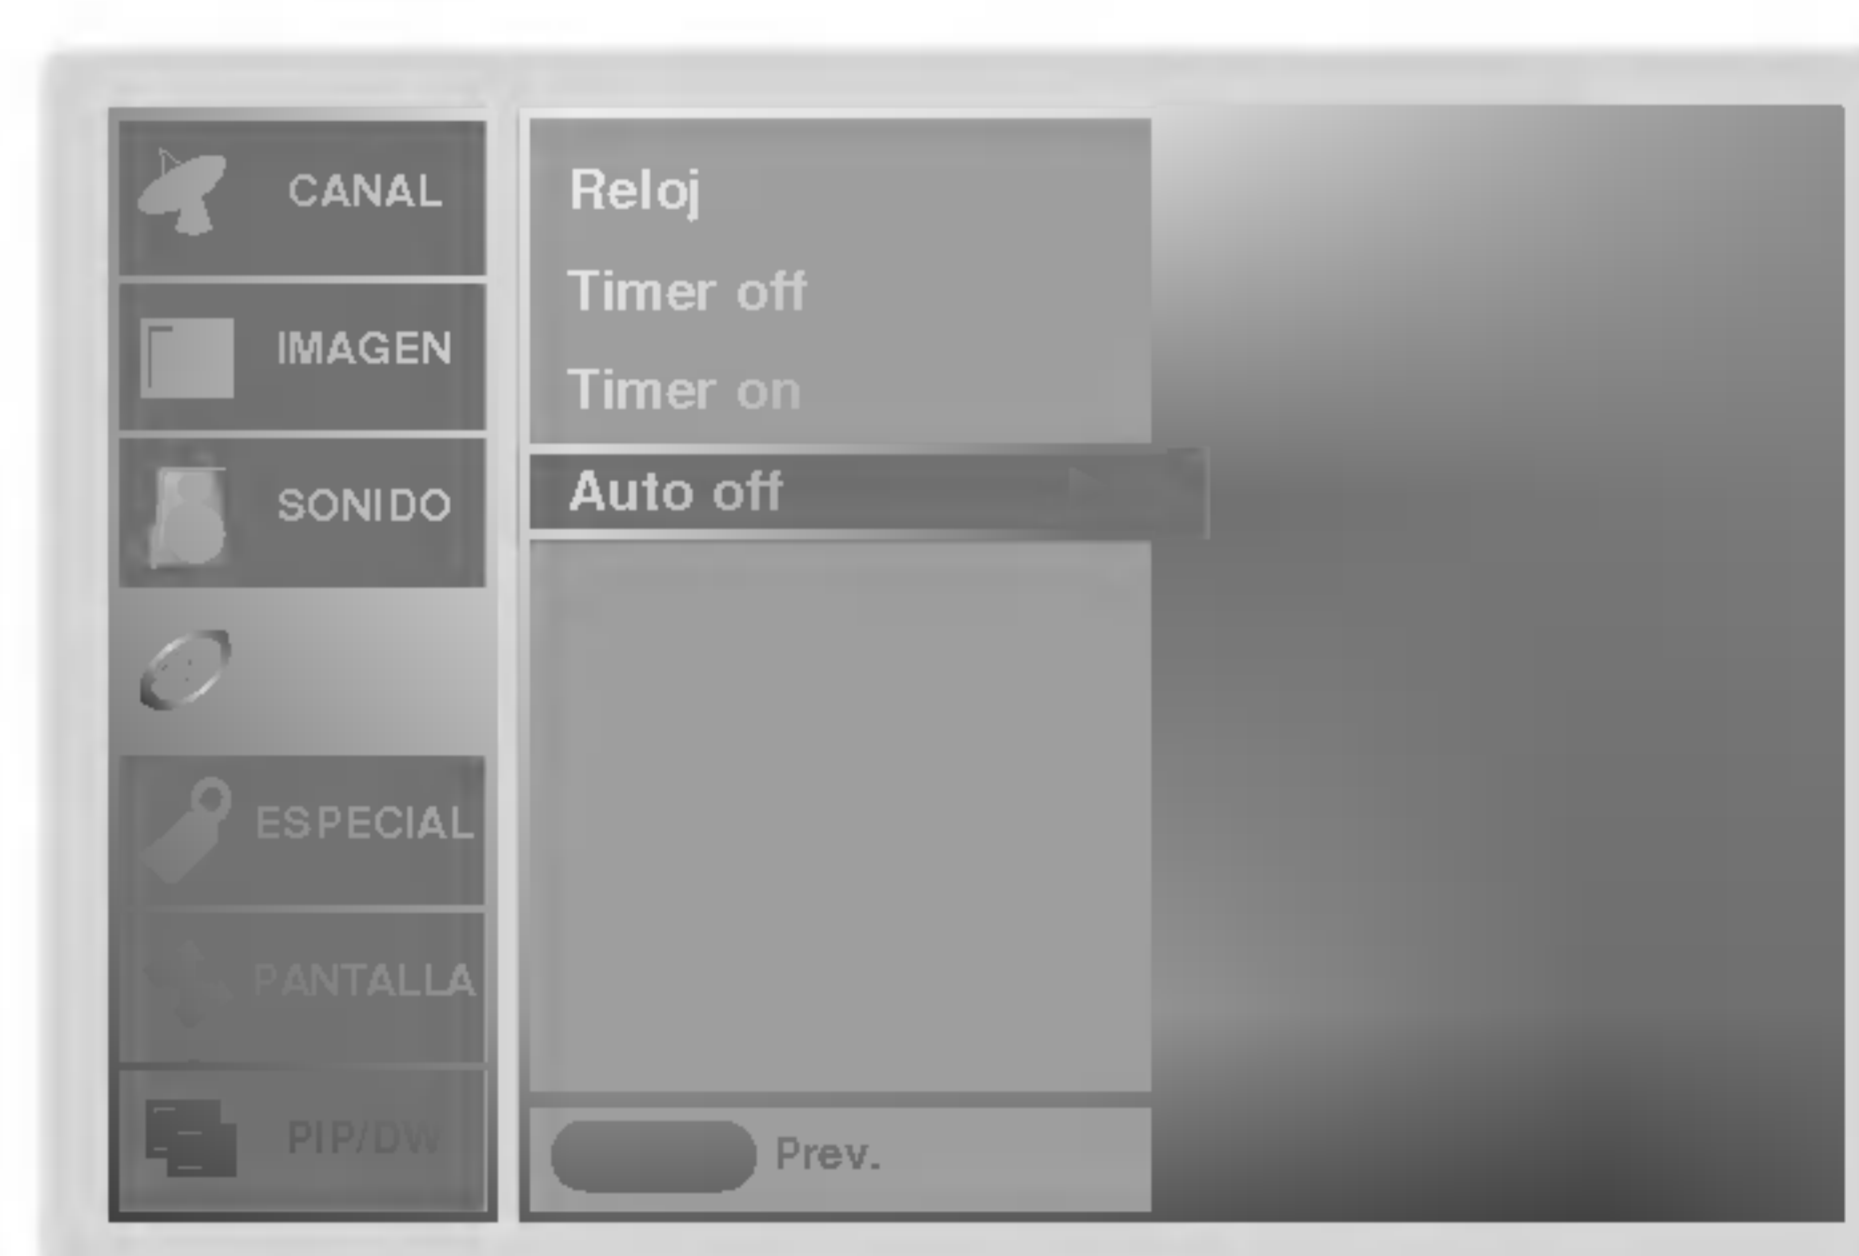 CANAL
IMAGEN
SONIDO
ESPECIAL
PANTALLA
PIP/DW
Reloj
Timer off
Timer on
Auto off
Prev.